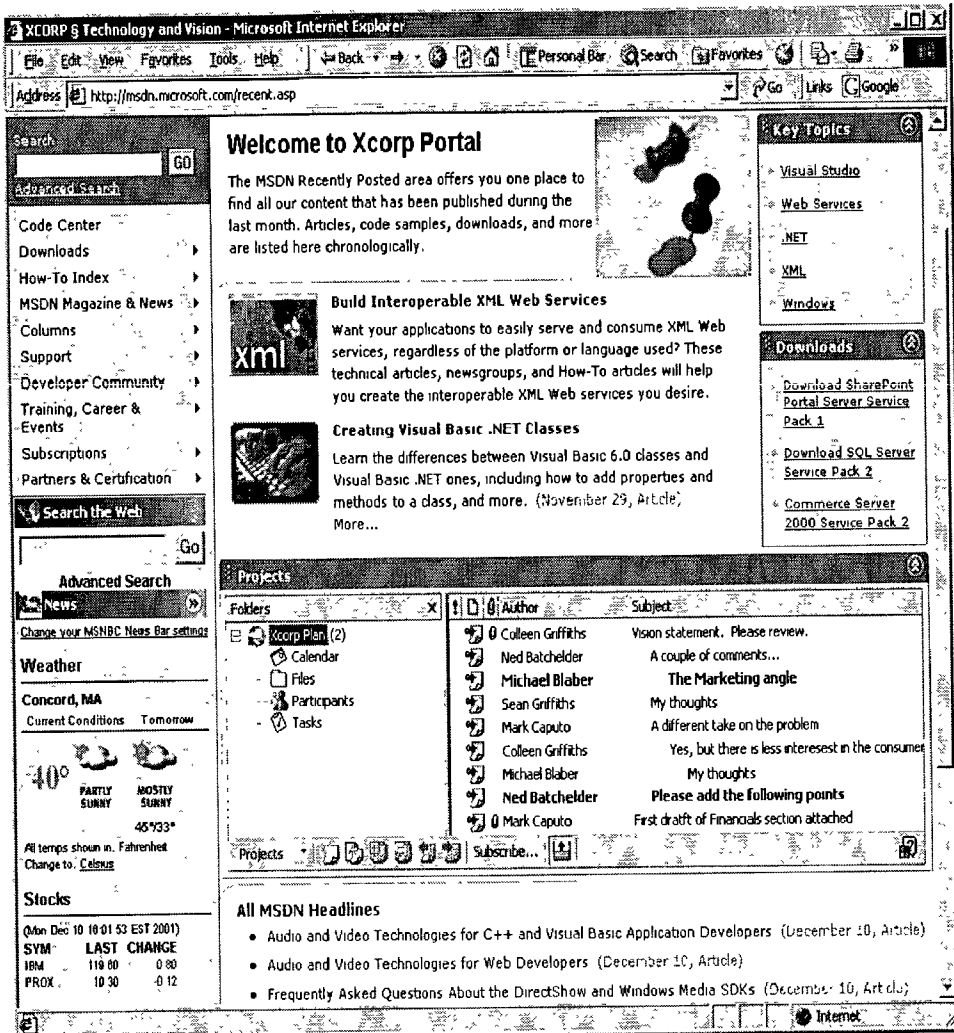 XCORP § Technology and Vision - Microsoft Internet Explorer
File Edit View Favorites Tools Help Back Personal Bar Search Favorites
Address http://msdn.microsoft.com/recent.asp Go Links Google
Search
GO
Advanced Search
Code Center
Downloads
How-To Index
MSDN Magazine & News
Columns
Support
Developer Community
Training, Career &
Events
Subscriptions
Partners & Certification
Search the Web
Go
Advanced Search
News
Change your MSNBC News Bar settings
Weather
Concord, MA
Current Conditions Tomorrow
40°
PARTLY SUNNY MOSTLY SUNNY
45°/33°
All temps shown in. Fahrenheit
Change to. Celsius
Stocks
(Mon Dec 10 10:01 53 EST 2001)
SYM LAST CHANGE
IBM 119 60 0 80
PROX 10 30 -0 12
Welcome to Xcorp Portal
The MSDN Recently Posted area offers you one place to
find all our content that has been published during the
last month. Articles, code samples, downloads, and more
are listed here chronologically.
xml
Build Interoperable XML Web Services
Want your applications to easily serve and consume XML Web
services, regardless of the platform or language used? These
technical articles, newsgroups, and How-To articles will help
you create the interoperable XML Web services you desire.
Creating Visual Basic .NET Classes
Learn the differences between Visual Basic 6.0 classes and
Visual Basic .NET ones, including how to add properties and
methods to a class, and more. (November 29, Article)
More...
Key Topics
Visual Studio
Web Services
.NET
XML
Windows
Downloads
Download SharePoint
Portal Server Service
Pack 1
Download SQL Server
Service Pack 2
Commerce Server
2000 Service Pack 2
Projects
Folders x
Xcorp Plan (2)
Calendar
Files
Participants
Tasks
! Author Subject
Colleen Griffiths Vision statement. Please review.
Ned Batchelder A couple of comments...
Michael Blaber The Marketing angle
Sean Griffiths My thoughts
Mark Caputo A different take on the problem
Colleen Griffiths Yes, but there is less interesest in the consumer
Michael Blaber My thoughts
Ned Batchelder Please add the following points
Mark Caputo First dratft of Financials section attached
Projects Subscribe...
All MSDN Headlines
• Audio and Video Technologies for C++ and Visual Basic Application Developers (December 10, Article)
• Audio and Video Technologies for Web Developers (December 10, Article)
• Frequently Asked Questions About the DirectShow and Windows Media SDKs (December 10, Article)
Internet